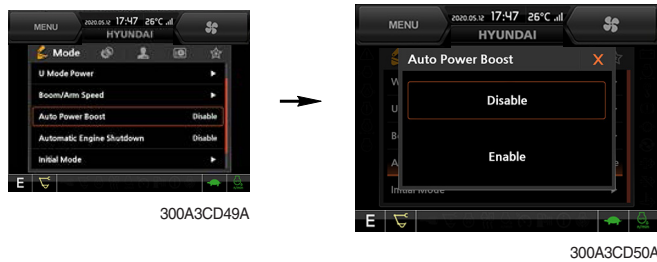 MENU
2020.05.12 17:47 26°C
HYUNDAI
Mode
U Mode Power
Boom/Arm Speed
Auto Power Boost Disable
Automatic Engine Shutdown Disable
Initial Mode
E
300A3CD49A
MENU
2020.05.12 17:47 26°C
HYUNDAI
Auto Power Boost X
Disable
Enable
Initial Mode
E
300A3CD50A